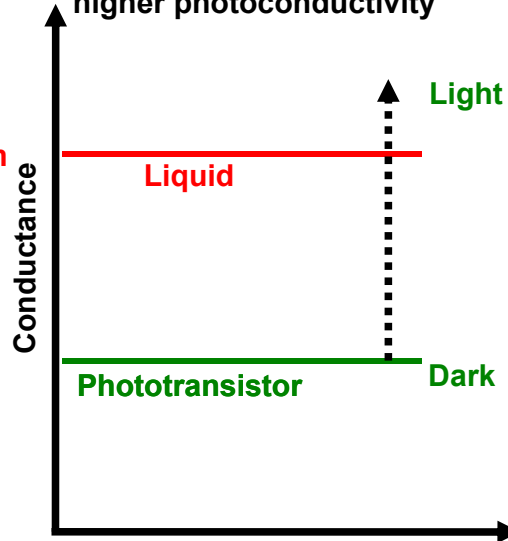 higher photoconductivity
Light
Liquid
Conductance
Phototransistor
Dark